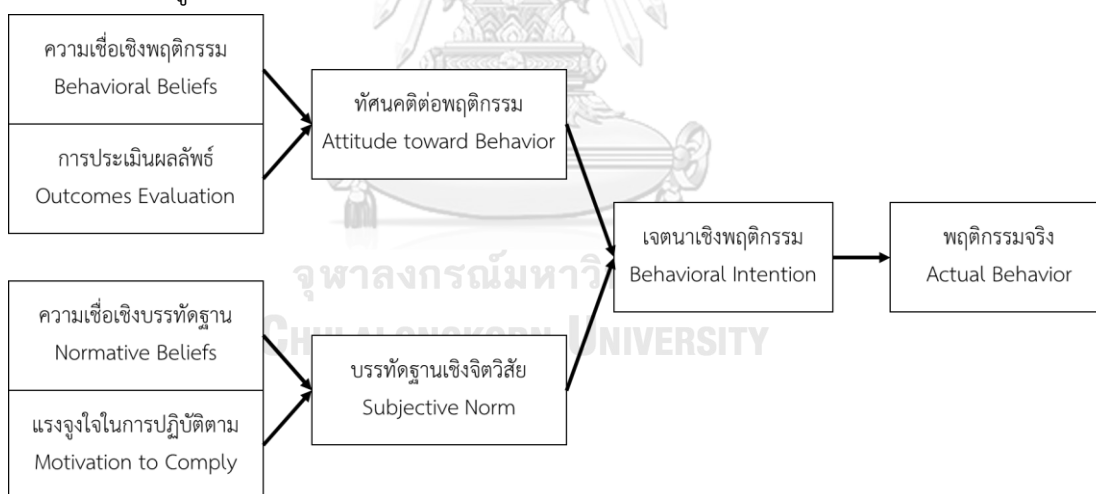 ความเชื่อเชิงพฤติกรรม
Behavioral Beliefs
การประเมินผลลัพธ์
Outcomes Evaluation
ทัศนคติต่อพฤติกรรม
Attitude toward Behavior
ความเชื่อเชิงบรรทัดฐาน
Normative Beliefs
แรงจูงใจในการปฏิบัติตาม
Motivation to Comply
บรรทัดฐานเชิงจิตวิสัย
Subjective Norm
เจตนาเชิงพฤติกรรม
Behavioral Intention
พฤติกรรมจริง
Actual Behavior
จุฬาลงกรณ์มหาวิ
UNIVERSITY